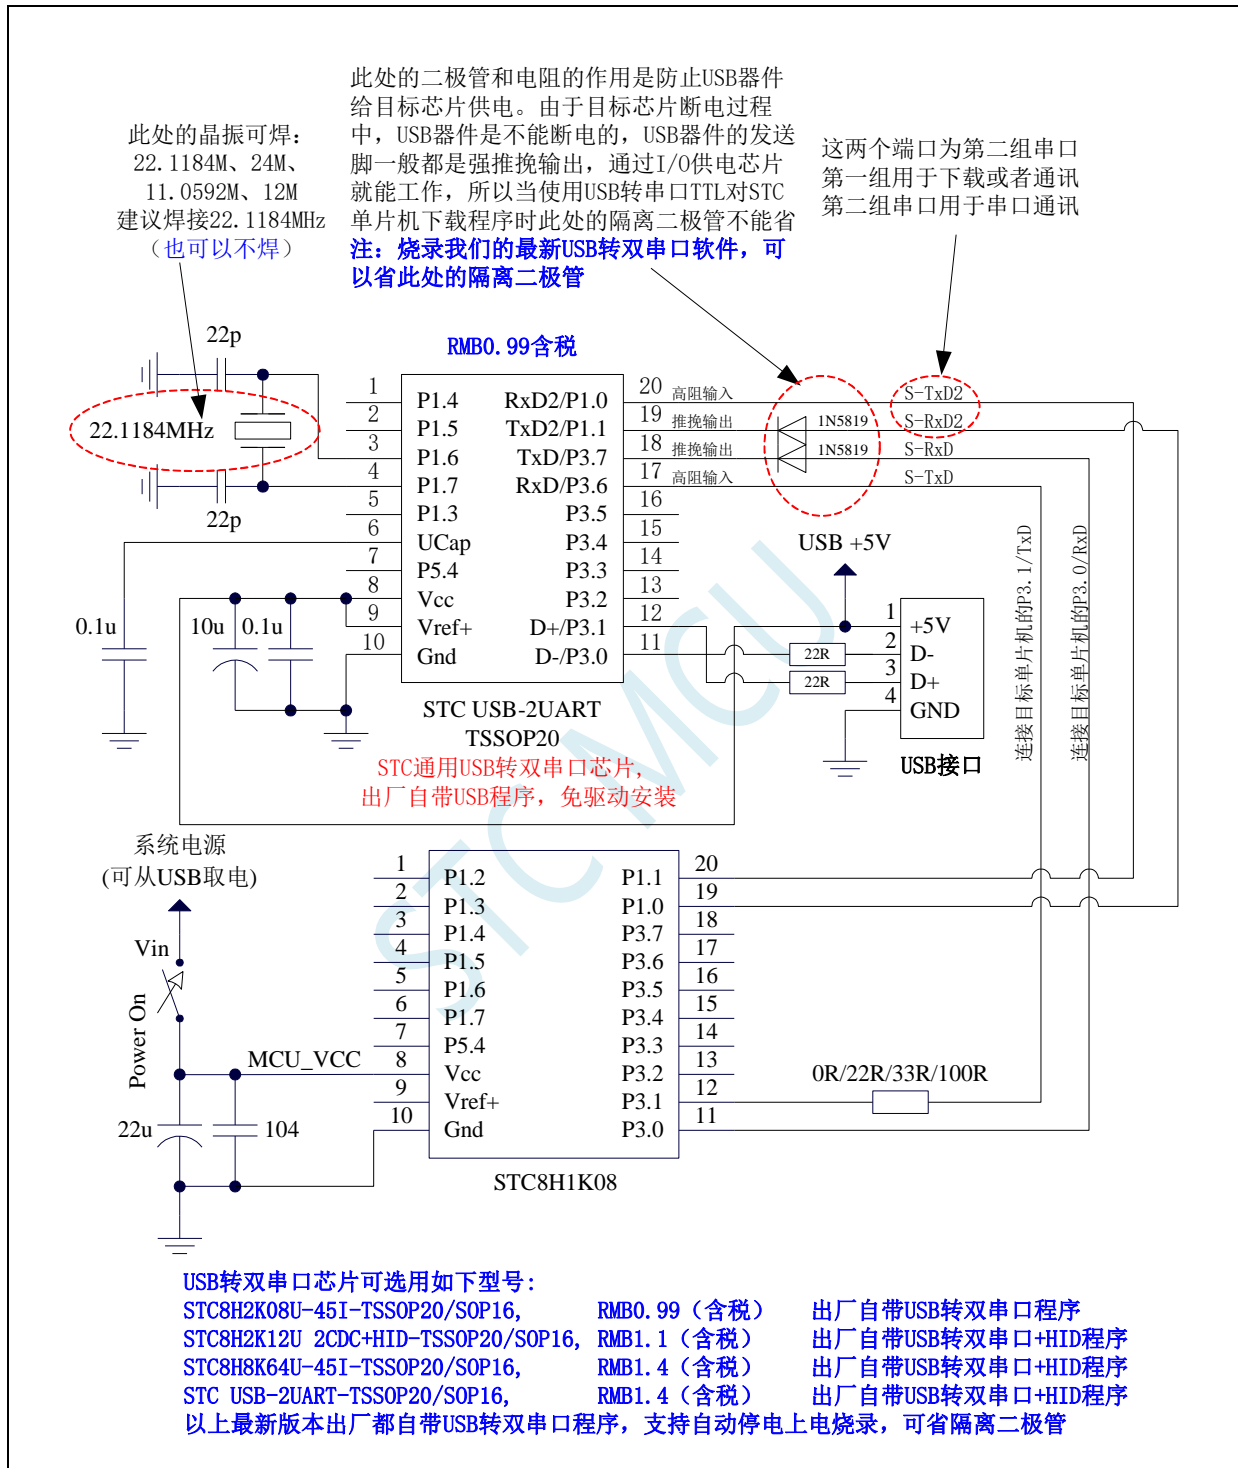 此处的二极管和电阻的作用是防止USB器件
给目标芯片供电。由于目标芯片断电过程
中，USB器件是不能断电的，USB器件的发送
脚一般都是强推挽输出，通过I/O供电芯片
就能工作，所以当使用USB转串口TTL对STC
单片机下载程序时此处的隔离二极管不能省
注：烧录我们的最新USB转双串口软件，可
以省此处的隔离二极管
此处的晶振可焊：
22.1184M、24M、
11.0592M、12M
建议焊接22.1184MHz
（也可以不焊）
这两个端口为第二组串口
第一组用于下载或者通讯
第二组串口用于串口通讯
22p
22.1184MHz
22p
RMB0.99含税
1 P1.4 RxD2/P1.0 20 高阻输入 S-TxD2
2 P1.5 TxD2/P1.1 19 推挽输出 1N5819 S-RxD2
3 P1.6 TxD/P3.7 18 推挽输出 1N5819 S-RxD
4 P1.7 RxD/P3.6 17 高阻输入 S-TxD
5 P1.3 P3.5 16
6 UCap P3.4 15
7 P5.4 P3.3 14
8 Vcc P3.2 13
9 Vref+ D+/P3.1 12
10 Gnd D-/P3.0 11
0.1u
10u 0.1u
22R
22R
USB +5V
1 +5V
2 D-
3 D+
4 GND
USB接口
连接目标单片机的P3.1/TxD
连接目标单片机的P3.0/RxD
STC USB-2UART
TSSOP20
STC通用USB转双串口芯片,
出厂自带USB程序，免驱动安装
STC MCU
系统电源
(可从USB取电)
Vin
Power On
MCU_VCC
22u
104
1 P1.2 P1.1 20
2 P1.3 P1.0 19
3 P1.4 P3.7 18
4 P1.5 P3.6 17
5 P1.6 P3.5 16
6 P1.7 P3.4 15
7 P5.4 P3.3 14
8 Vcc P3.2 13
9 Vref+ P3.1 12
10 Gnd P3.0 11
0R/22R/33R/100R
STC8H1K08
USB转双串口芯片可选用如下型号:
STC8H2K08U-45I-TSSOP20/SOP16, RMB0.99（含税） 出厂自带USB转双串口程序
STC8H2K12U 2CDC+HID-TSSOP20/SOP16, RMB1.1（含税） 出厂自带USB转双串口+HID程序
STC8H8K64U-45I-TSSOP20/SOP16, RMB1.4（含税） 出厂自带USB转双串口+HID程序
STC USB-2UART-TSSOP20/SOP16, RMB1.4（含税） 出厂自带USB转双串口+HID程序
以上最新版本出厂都自带USB转双串口程序，支持自动停电上电烧录，可省隔离二极管